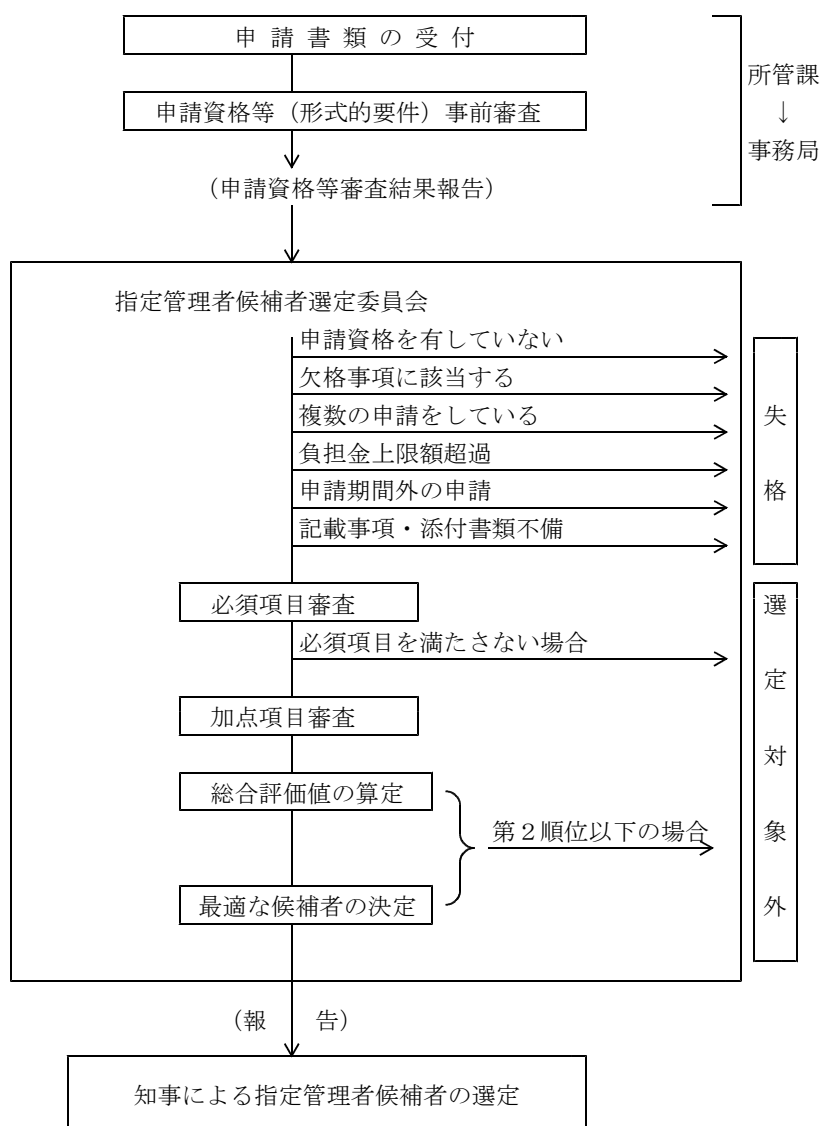 申請書類の受付
所管課
↓
事務局
申請資格等（形式的要件）事前審査
（申請資格等審査結果報告）
指定管理者候補者選定委員会
申請資格を有していない
欠格事項に該当する
複数の申請をしている
負担金上限額超過
申請期間外の申請
記載事項・添付書類不備
失格
必須項目審査
必須項目を満たさない場合
加点項目審査
総合評価値の算定
第２順位以下の場合
最適な候補者の決定
選定対象外
（報　　告）
知事による指定管理者候補者の選定